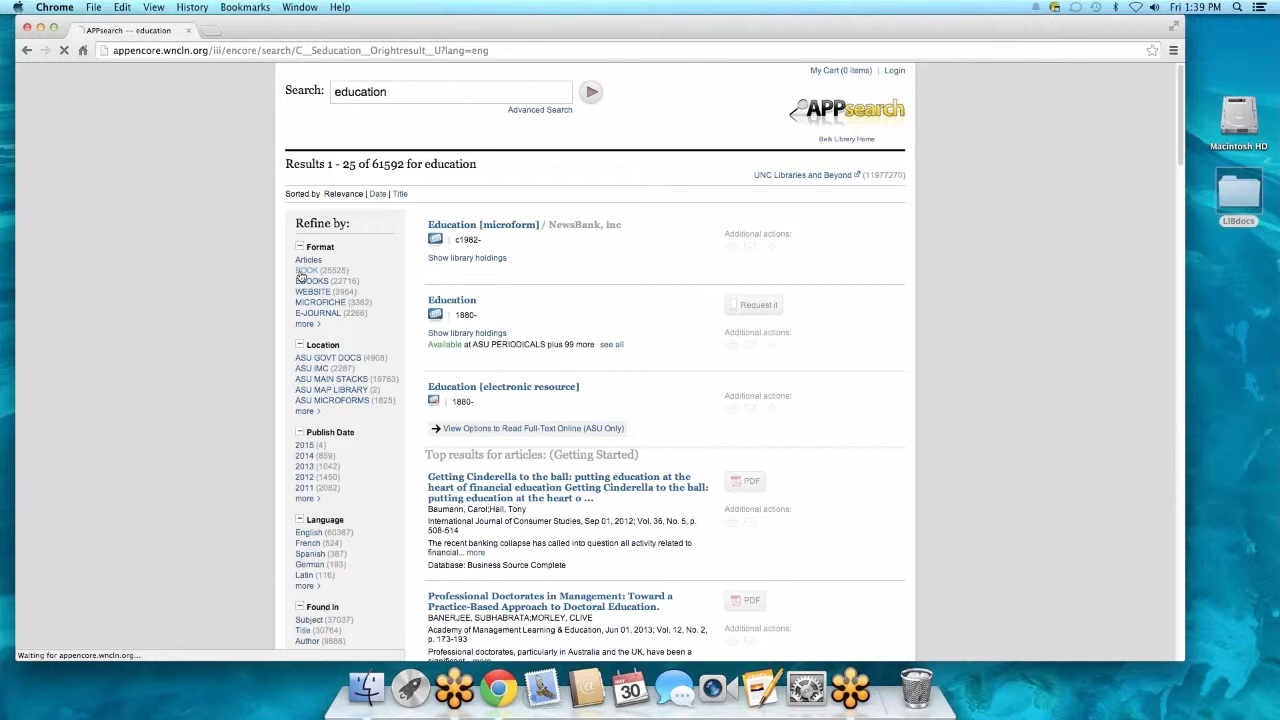 Chrome File Edit View History Bookmarks Window Help Fri 1:39 PM
APPsearch -- education
appencore.wncln.org/iii/encore/search/C__Seducation__Orightresult__U?lang=eng
My Cart (0 items) | Login
Search: education
Advanced Search
APPsearch
Belk Library Home
Results 1 - 25 of 61592 for education
UNC Libraries and Beyond (11977270)
Sorted by Relevance | Date | Title
Refine by:
Format
Articles
BOOK (25525)
EBOOKS (22716)
WEBSITE (3964)
MICROFICHE (3362)
E-JOURNAL (2266)
more >
Location
ASU GOVT DOCS (4908)
ASU IMC (2287)
ASU MAIN STACKS (19763)
ASU MAP LIBRARY (2)
ASU MICROFORMS (1825)
more >
Publish Date
2015 (4)
2014 (859)
2013 (1042)
2012 (1450)
2011 (2082)
more >
Language
English (60387)
French (524)
Spanish (387)
German (193)
Latin (116)
more >
Found In
Subject (37037)
Title (30764)
Author (9888)
Education [microform] / NewsBank, inc
| c1982-
Show library holdings
Additional actions:
Education
| 1880-
Show library holdings
Available at ASU PERIODICALS plus 99 more see all
Request it
Additional actions:
Education [electronic resource]
| 1880-
View Options to Read Full-Text Online (ASU Only)
Additional actions:
Top results for articles: (Getting Started)
Getting Cinderella to the ball: putting education at the
heart of financial education Getting Cinderella to the ball:
putting education at the heart o ...
Baumann, Carol;Hall, Tony
International Journal of Consumer Studies, Sep 01, 2012; Vol. 36, No. 5, p.
508-514
The recent banking collapse has called into question all activity related to
financial... more
Database: Business Source Complete
PDF
Additional actions:
Professional Doctorates in Management: Toward a
Practice-Based Approach to Doctoral Education.
BANERJEE, SUBHABRATA;MORLEY, CLIVE
Academy of Management Learning & Education, Jun 01, 2013; Vol. 12, No. 2,
p. 173-193
Professional doctorates, particularly in Australia and the UK, have been a
significant... more
PDF
Additional actions:
Waiting for appencore.wncln.org...
Macintosh HD
LIBdocs
MAY
30